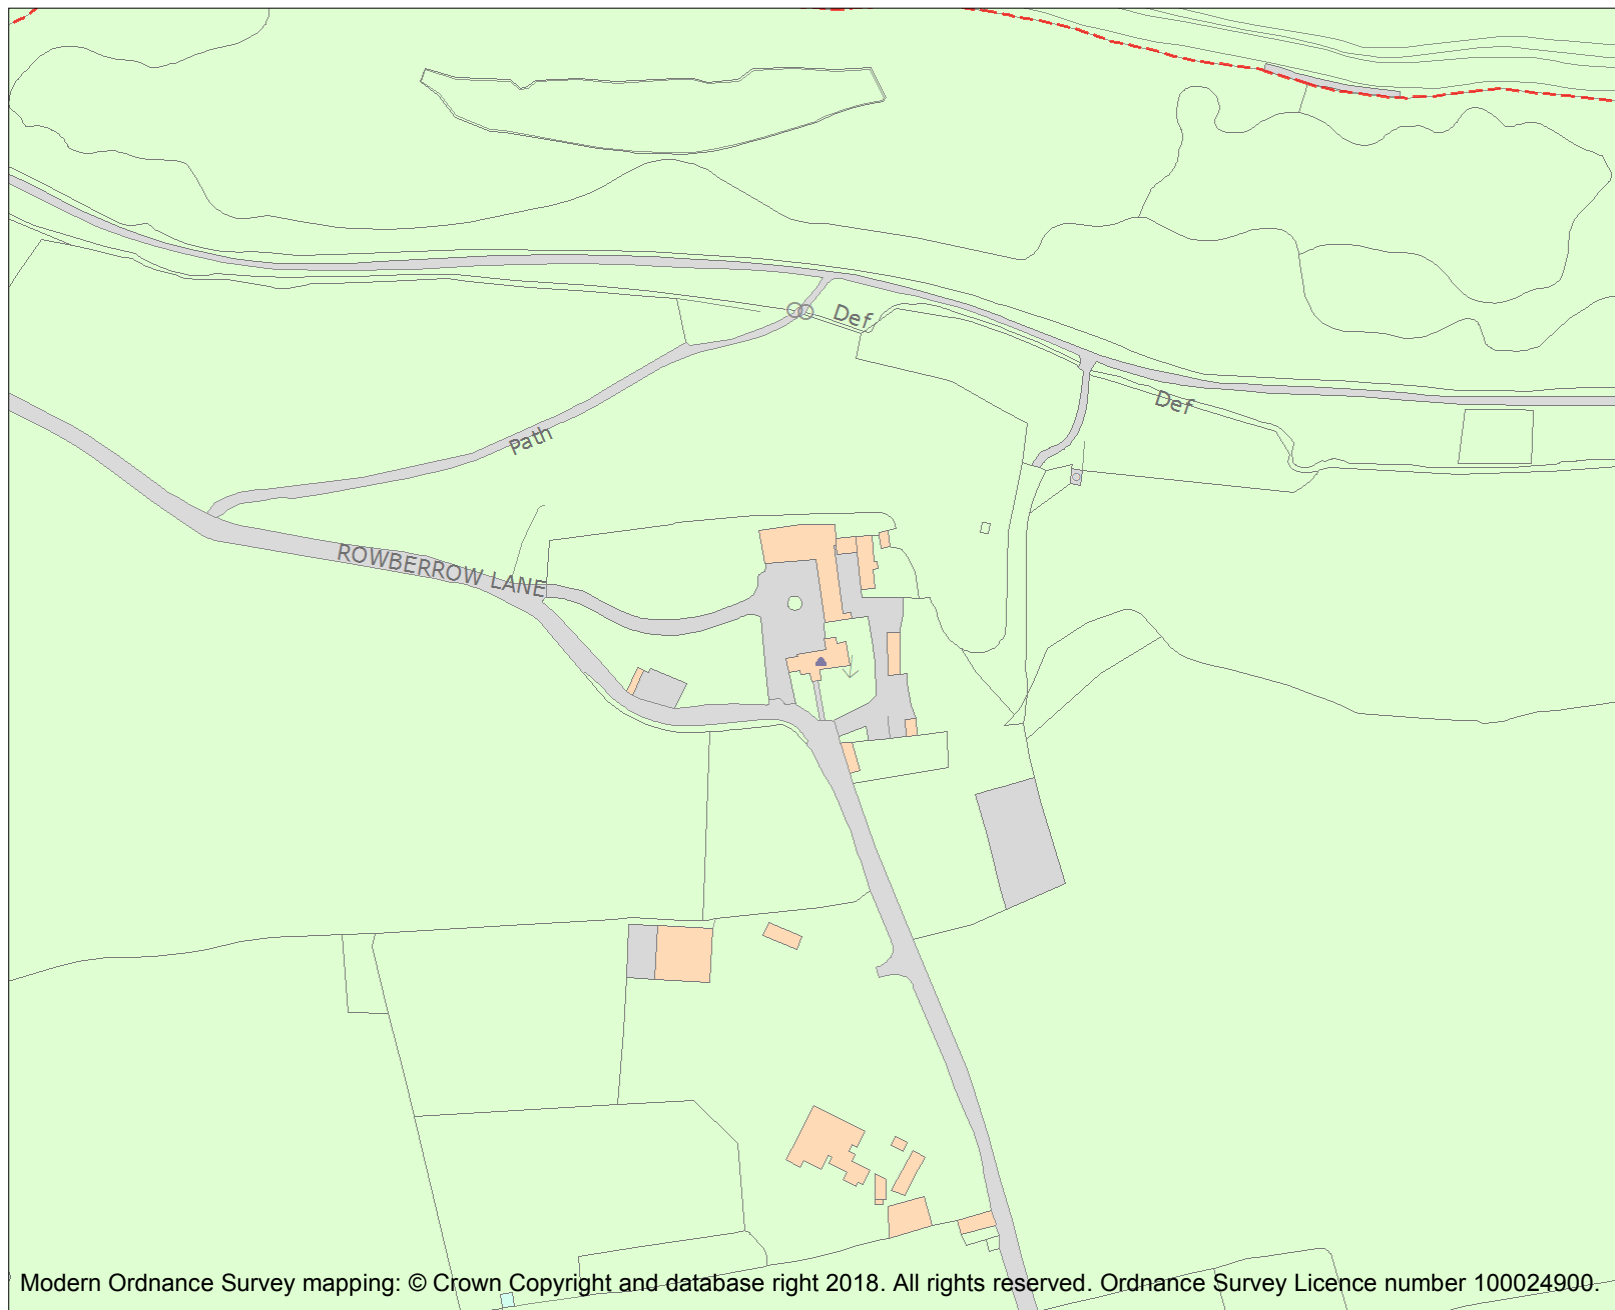 Def
Def
Path
ROWBERROW LANE
Modern Ordnance Survey mapping: © Crown Copyright and database right 2018. All rights reserved. Ordnance Survey Licence number 100024900.